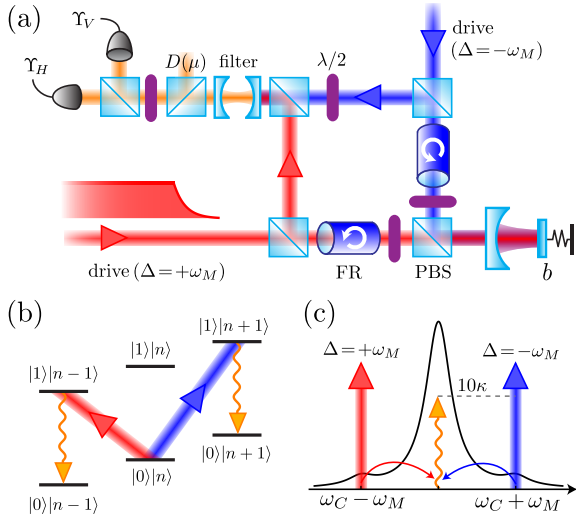 (a)
drive
(Δ=−ω_M)
Υ_V
Υ_H
D(μ)
filter
λ/2
drive (Δ=+ω_M)
FR
PBS
b
(b)
|1⟩|n−1⟩
|1⟩|n⟩
|1⟩|n+1⟩
|0⟩|n−1⟩
|0⟩|n⟩
|0⟩|n+1⟩
(c)
Δ=+ω_M
Δ=−ω_M
10κ
ω_C−ω_M
ω_C+ω_M